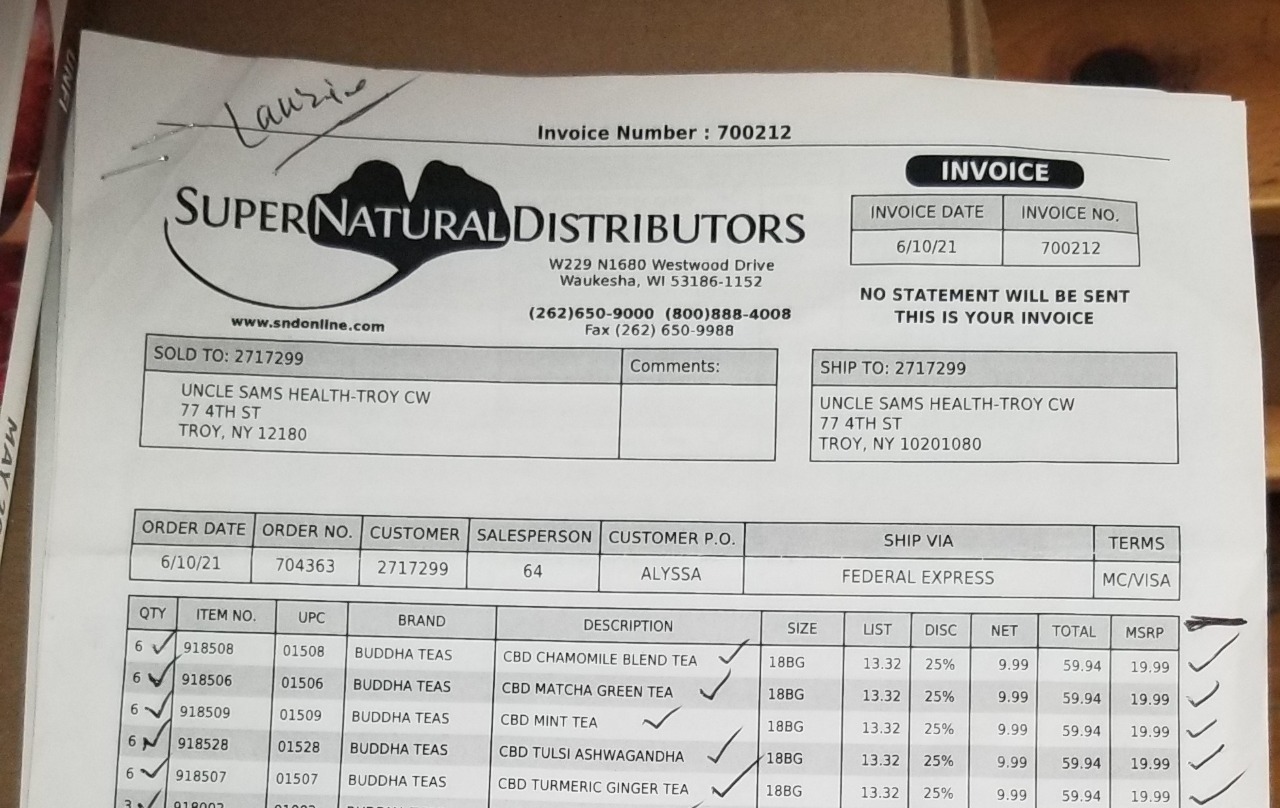 UNFI
MAY
Laurie
Invoice Number : 700212
SUPERNATURALDISTRIBUTORS
W229 N1680 Westwood Drive
Waukesha, WI 53186-1152
(262)650-9000 (800)888-4008
Fax (262) 650-9988
www.sndonline.com
INVOICE
INVOICE DATE INVOICE NO.
6/10/21 700212
NO STATEMENT WILL BE SENT
THIS IS YOUR INVOICE
SOLD TO: 2717299 Comments:
UNCLE SAMS HEALTH-TROY CW
77 4TH ST
TROY, NY 12180
SHIP TO: 2717299
UNCLE SAMS HEALTH-TROY CW
77 4TH ST
TROY, NY 10201080
ORDER DATE ORDER NO. CUSTOMER SALESPERSON CUSTOMER P.O. SHIP VIA TERMS
6/10/21 704363 2717299 64 ALYSSA FEDERAL EXPRESS MC/VISA
QTY ITEM NO. UPC BRAND DESCRIPTION SIZE LIST DISC NET TOTAL MSRP
6 918508 01508 BUDDHA TEAS CBD CHAMOMILE BLEND TEA 18BG 13.32 25% 9.99 59.94 19.99
6 918506 01506 BUDDHA TEAS CBD MATCHA GREEN TEA 18BG 13.32 25% 9.99 59.94 19.99
6 918509 01509 BUDDHA TEAS CBD MINT TEA 18BG 13.32 25% 9.99 59.94 19.99
6 918528 01528 BUDDHA TEAS CBD TULSI ASHWAGANDHA 18BG 13.32 25% 9.99 59.94 19.99
6 918507 01507 BUDDHA TEAS CBD TURMERIC GINGER TEA 18BG 13.32 25% 9.99 59.94 19.99